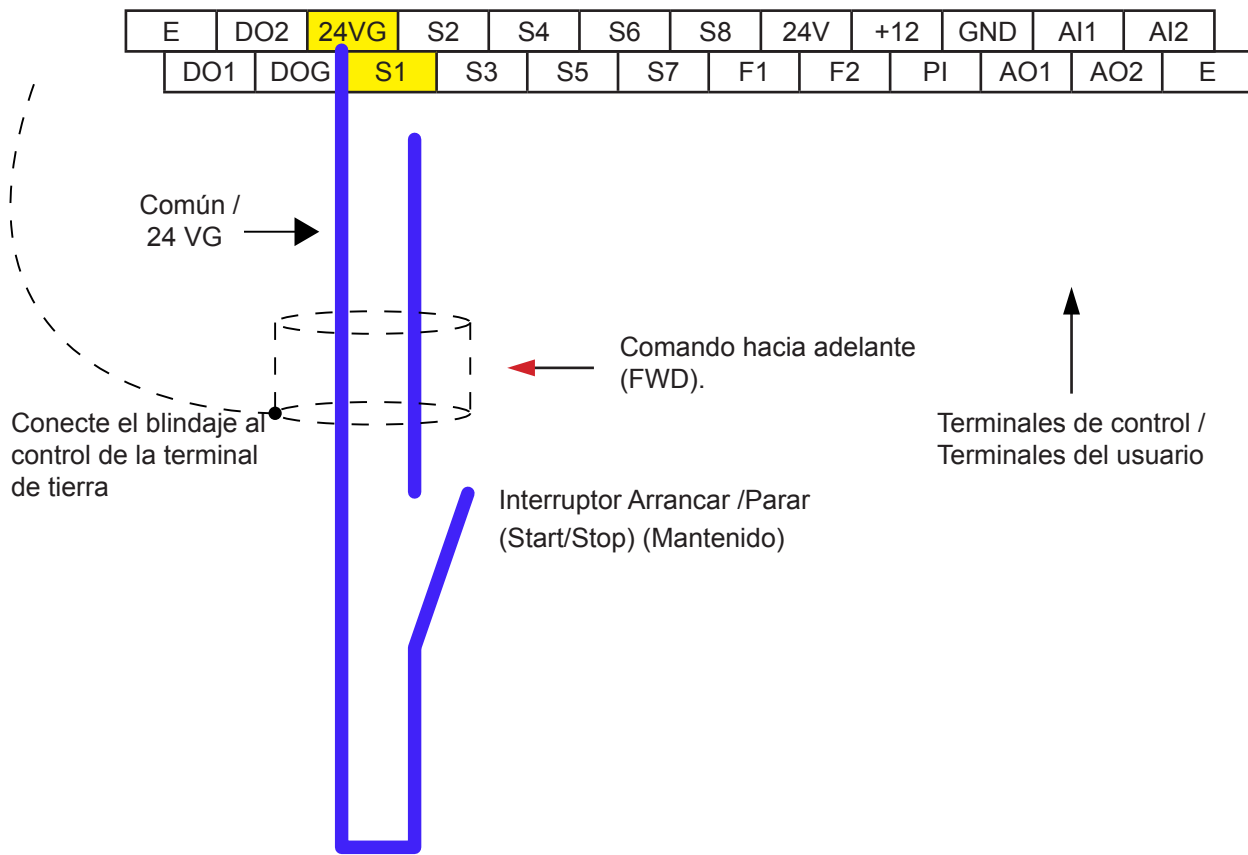 E DO2 24VG S2 S4 S6 S8 24V +12 GND AI1 AI2
DO1 DOG S1 S3 S5 S7 F1 F2 PI AO1 AO2 E
Común /
24 VG
Comando hacia adelante
(FWD).
Conecte el blindaje al
control de la terminal
de tierra
Terminales de control /
Terminales del usuario
Interruptor Arrancar /Parar
(Start/Stop) (Mantenido)